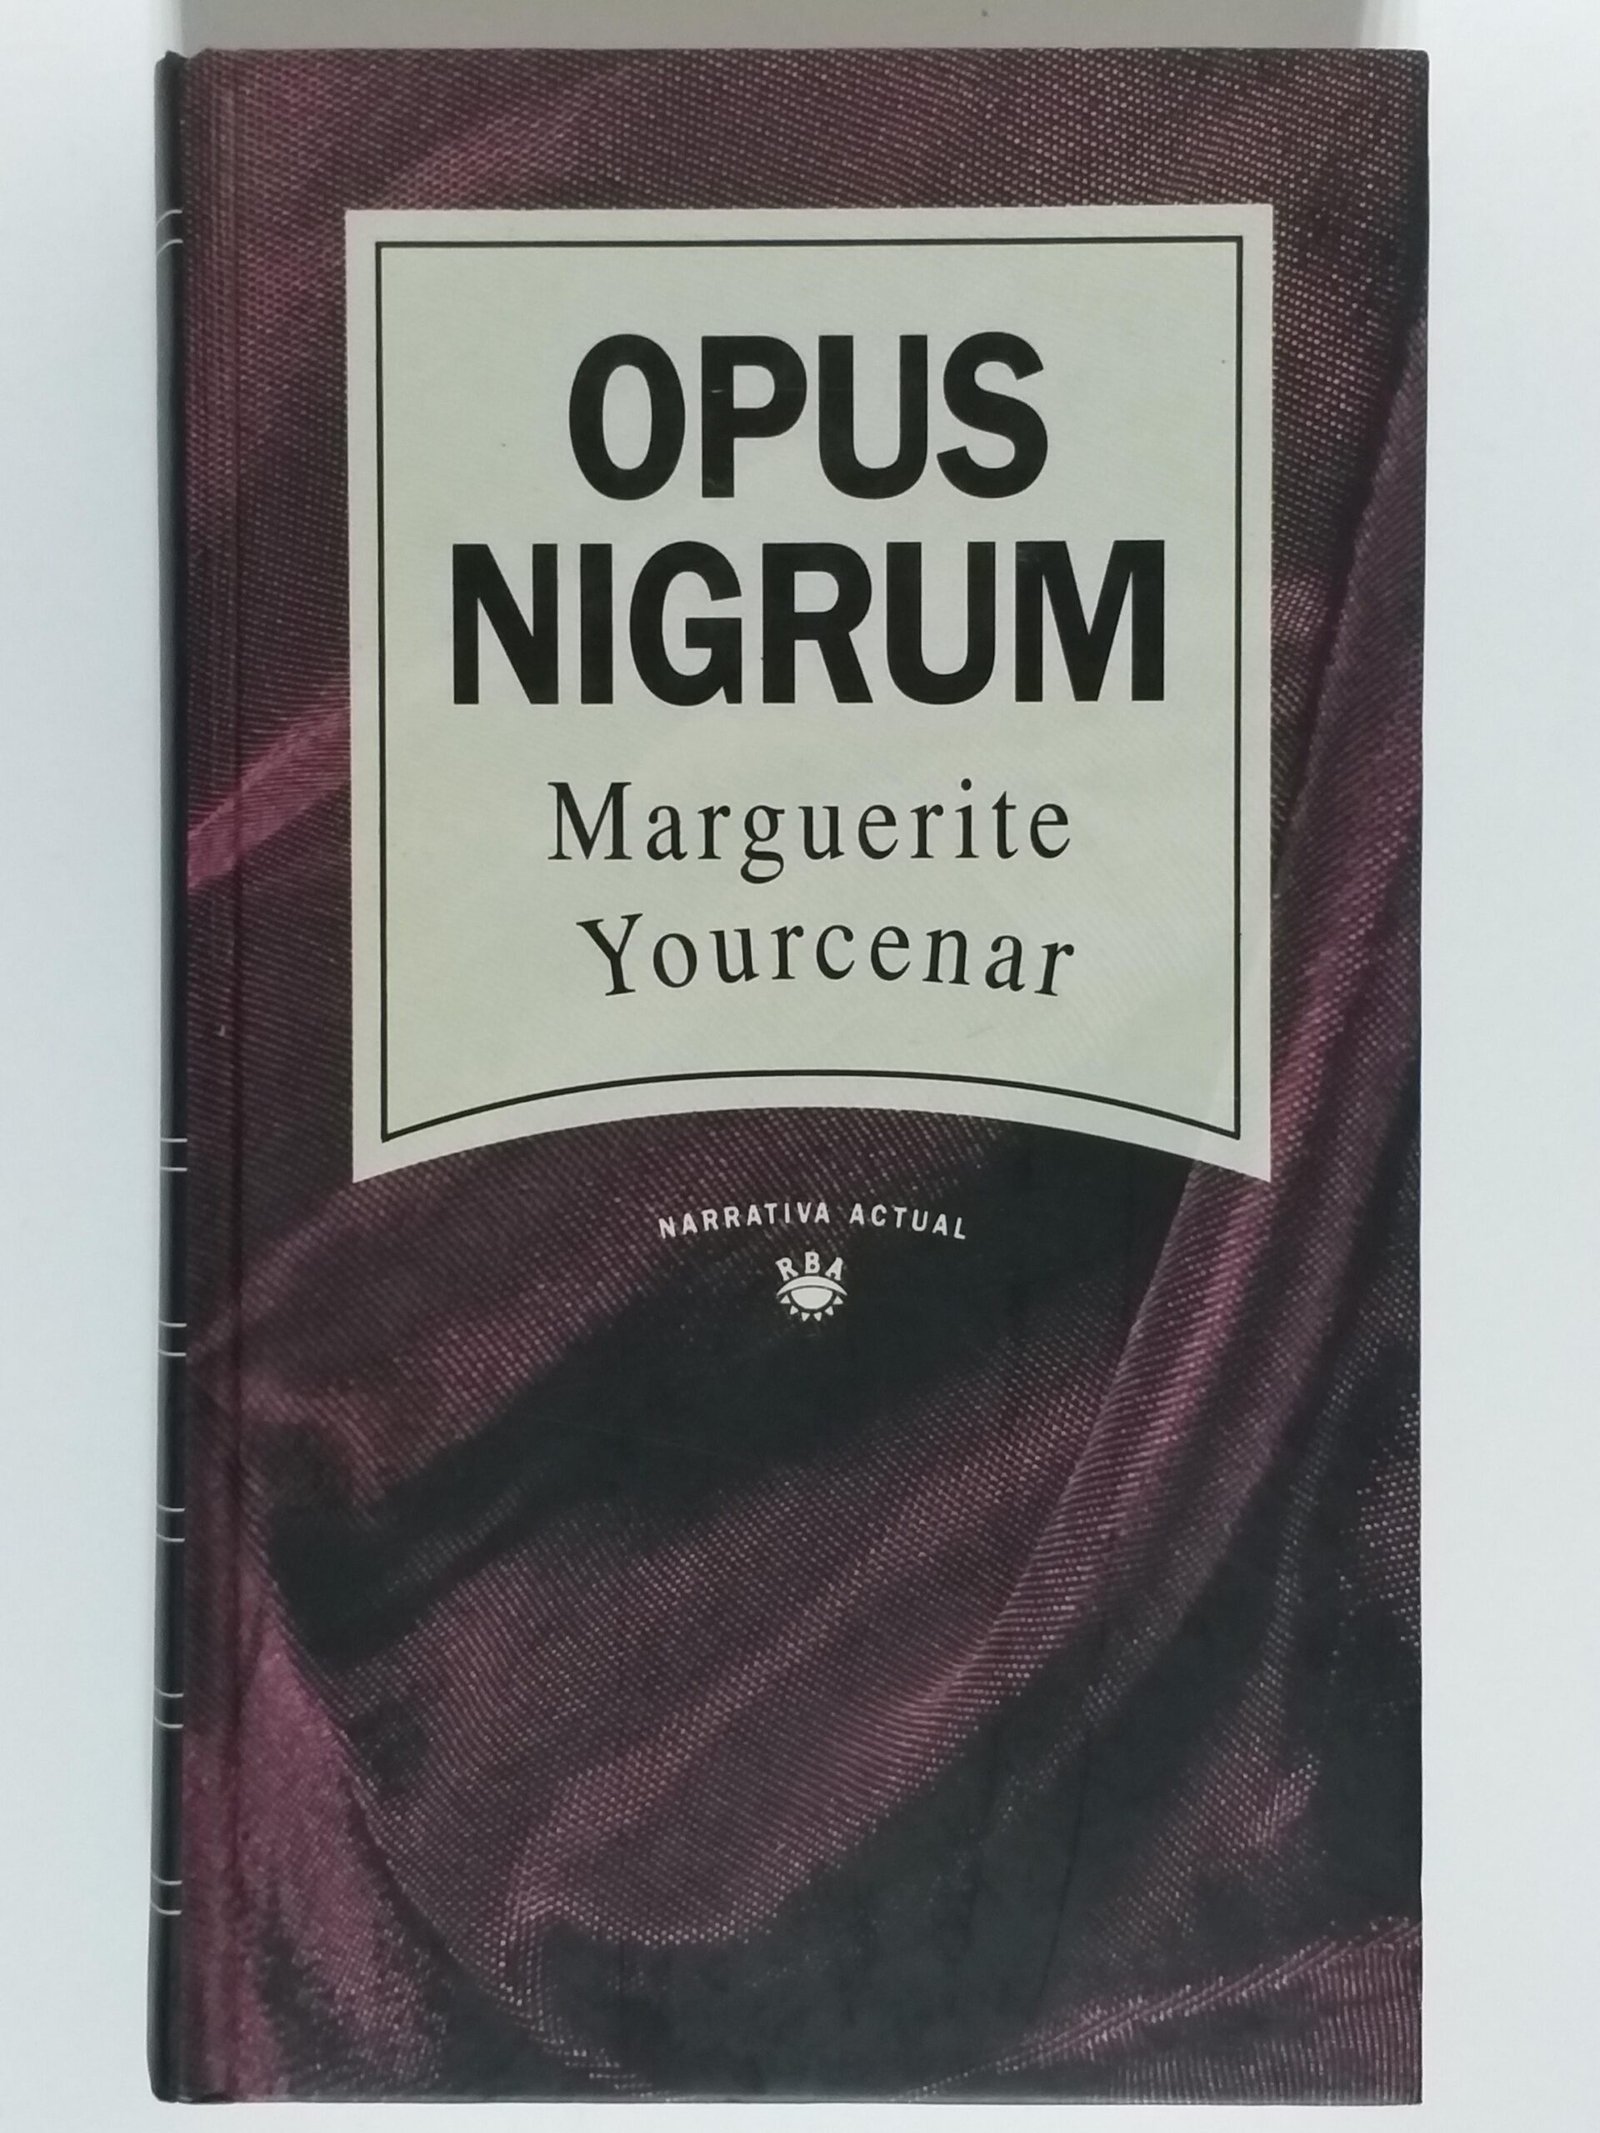 OPUS
NIGRUM
Marguerite
Yourcenar
NARRATIVA ACTUAL
RBA